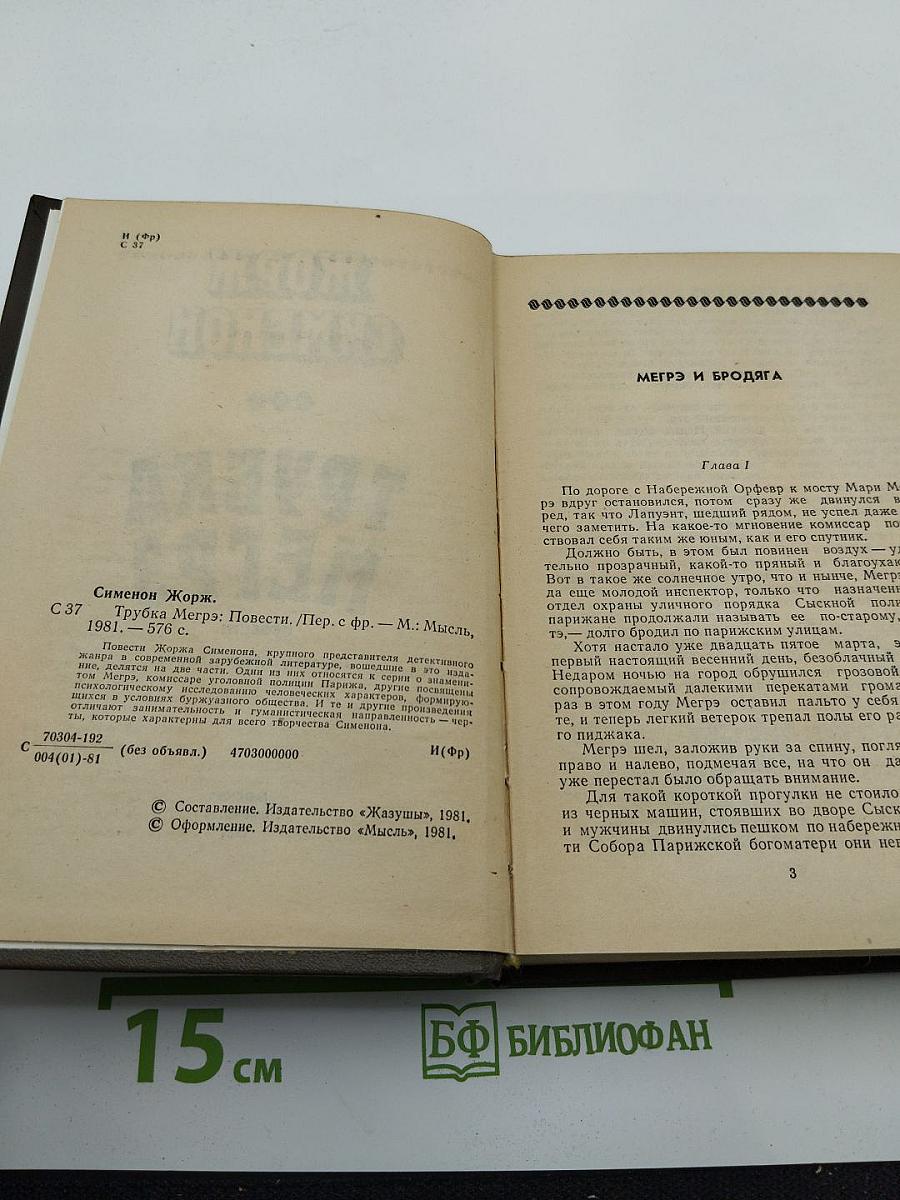 И (Фр)
С 37
Сименон Жорж.
С 37 Трубка Мегрэ: Повести. /Пер. с фр. — М.: Мысль,
1981. — 576 с.
Повести Жоржа Сименона, крупного представителя детективного
жанра в современной зарубежной литературе, вошедшие в это изда-
ние, делятся на две части. Одни из них относятся к серии о знамени-
том Мегрэ, комиссаре уголовной полиции Парижа, другие посвящены
психологическому исследованию человеческих характеров, формирую-
щихся в условиях буржуазного общества. И те и другие произведения
отличают занимательность и гуманистическая направленность — чер-
ты, которые характерны для всего творчества Сименона.
С 70304-192
004(01)-81 (без объявл.) 4703000000 И(Фр)
© Составление. Издательство «Жазушы», 1981.
© Оформление. Издательство «Мысль», 1981.
МЕГРЭ И БРОДЯГА
Глава I
По дороге с Набережной Орфевр к мосту Мари М
рэ вдруг остановился, потом сразу же двинулся в
ред, так что Лапуэнт, шедший рядом, не успел даже
чего заметить. На какое-то мгновение комиссар по
ствовал себя таким же юным, как и его спутник.
Должно быть, в этом был повинен воздух — уд
тельно прозрачный, какой-то пряный и благоухаю
Вот в такое же солнечное утро, что и нынче, Мегрэ
да еще молодой инспектор, только что назначен
отдел охраны уличного порядка Сыскной поли
парижане продолжали называть ее по-старому,
тэ,— долго бродил по парижским улицам.
Хотя настало уже двадцать пятое марта, э
первый настоящий весенний день, безоблачный
Недаром ночью на город обрушился грозовой
сопровождаемый далекими перекатами грома
раз в этом году Мегрэ оставил пальто у себя
те, и теперь легкий ветерок трепал полы его ра
го пиджака.
Мегрэ шел, заложив руки за спину, погля
право и налево, подмечая все, на что он да
уже перестал было обращать внимание.
Для такой короткой прогулки не стоило
из черных машин, стоявших во дворе Сыск
и мужчины двинулись пешком по набережн
ти Собора Парижской богоматери они нев
3
15 см
БФ БИБЛИОФАН